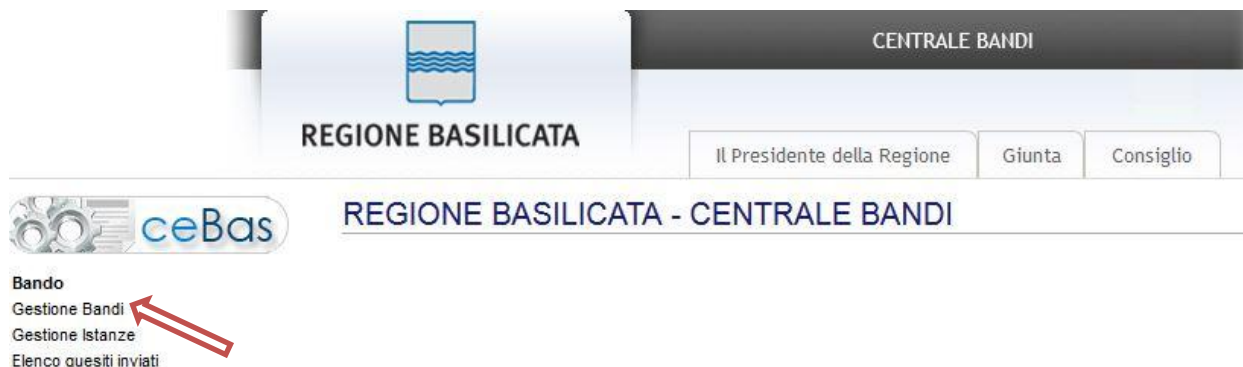 CENTRALE BANDI
REGIONE BASILICATA
Il Presidente della Regione Giunta Consiglio
ceBas
REGIONE BASILICATA - CENTRALE BANDI
Bando
Gestione Bandi
Gestione Istanze
Elenco quesiti inviati